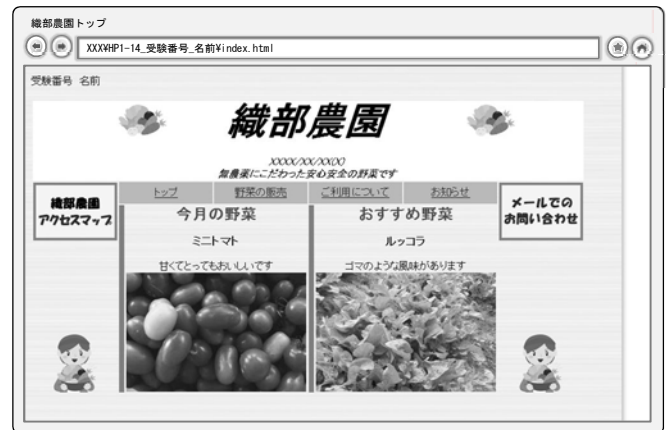 織部農園トップ
XXX¥HP1-14_受験番号_名前¥index.html
受験番号 名前
織部農園
XXXX/XX/XX(X)
無農薬にこだわった安心安全の野菜です
トップ 野菜の販売 ご利用について お知らせ
織部農園
アクセスマップ
メールでの
お問い合わせ
今月の野菜
ミニトマト
甘くてとってもおいしいです
おすすめ野菜
ルッコラ
ゴマのような風味があります